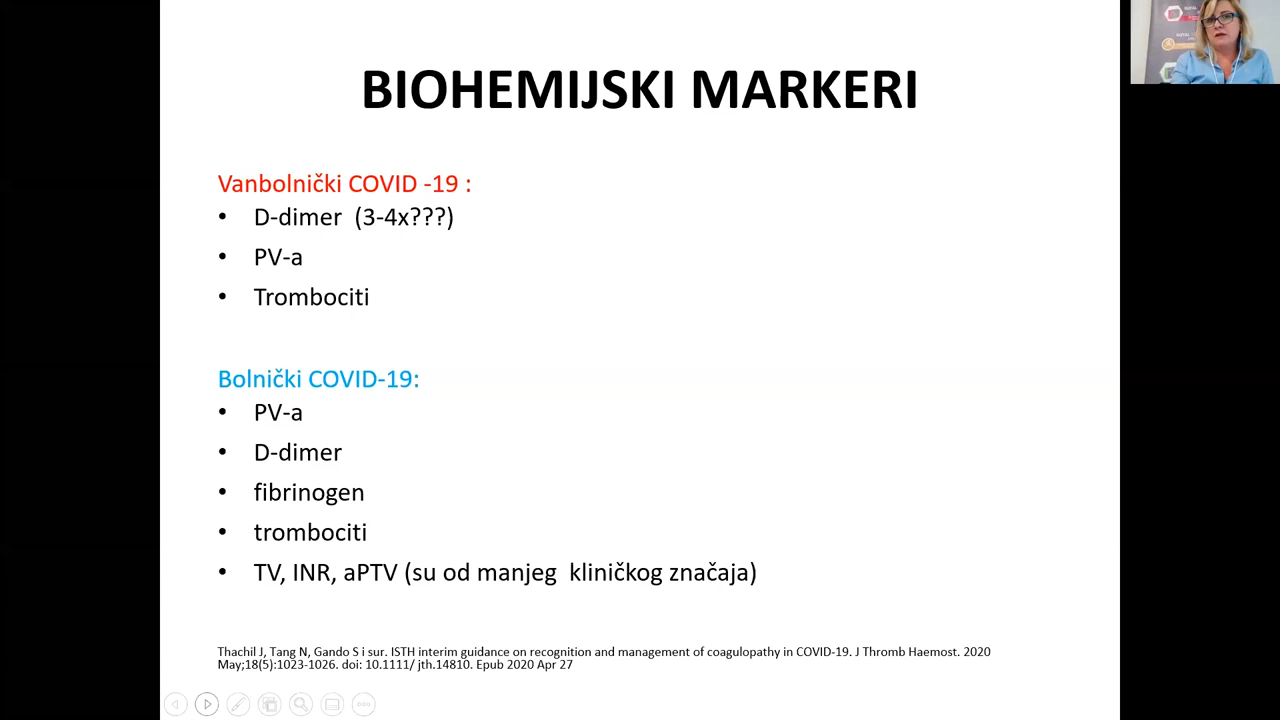 BIOHEMIJSKI MARKERI
Vanbolnički COVID -19 :
• D-dimer (3-4x???)
• PV-a
• Trombociti
Bolnički COVID-19:
• PV-a
• D-dimer
• fibrinogen
• trombociti
• TV, INR, aPTV (su od manjeg kliničkog značaja)
Thachil J, Tang N, Gando S i sur. ISTH interim guidance on recognition and management of coagulopathy in COVID-19. J Thromb Haemost. 2020
May;18(5):1023-1026. doi: 10.1111/ jth.14810. Epub 2020 Apr 27